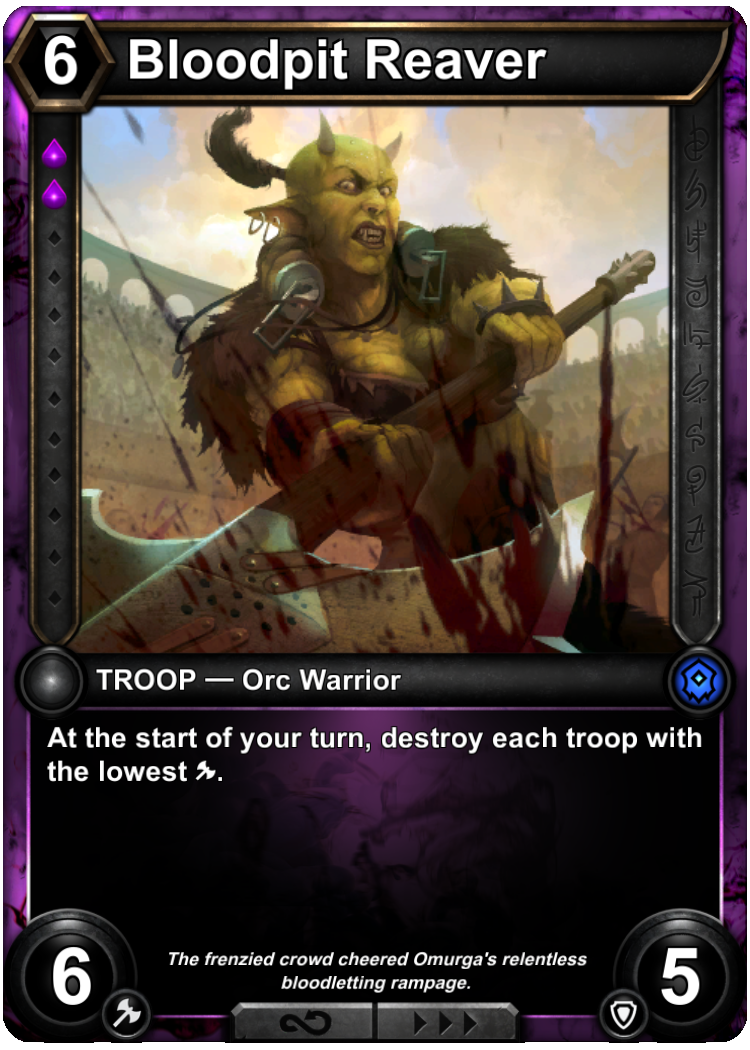 6
Bloodpit Reaver
TROOP — Orc Warrior
At the start of your turn, destroy each troop with
the lowest .
The frenzied crowd cheered Omurga's relentless
bloodletting rampage.
6
5